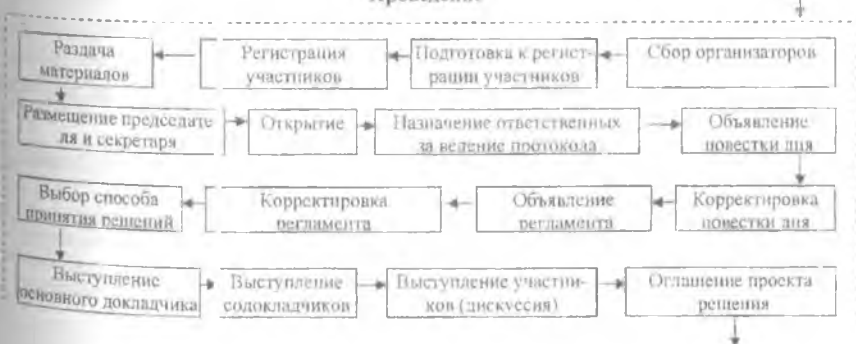 Проведение
Раздача
материалов
Регистрация
участников
Подготовка к регист-
рации участников
Сбор организаторов
Размещение председате
ля и секретаря
Открытие
Назначение ответственных
за ведение протокола
Объявление
повестки дня
Выбор способа
принятия решений
Корректировка
регламента
Объявление
регламента
Корректировка
повестки дня
Выступление
основного докладчика
Выступление
содокладчиков
Выступление участни-
ков (дискуссия)
Оглашение проекта
решения